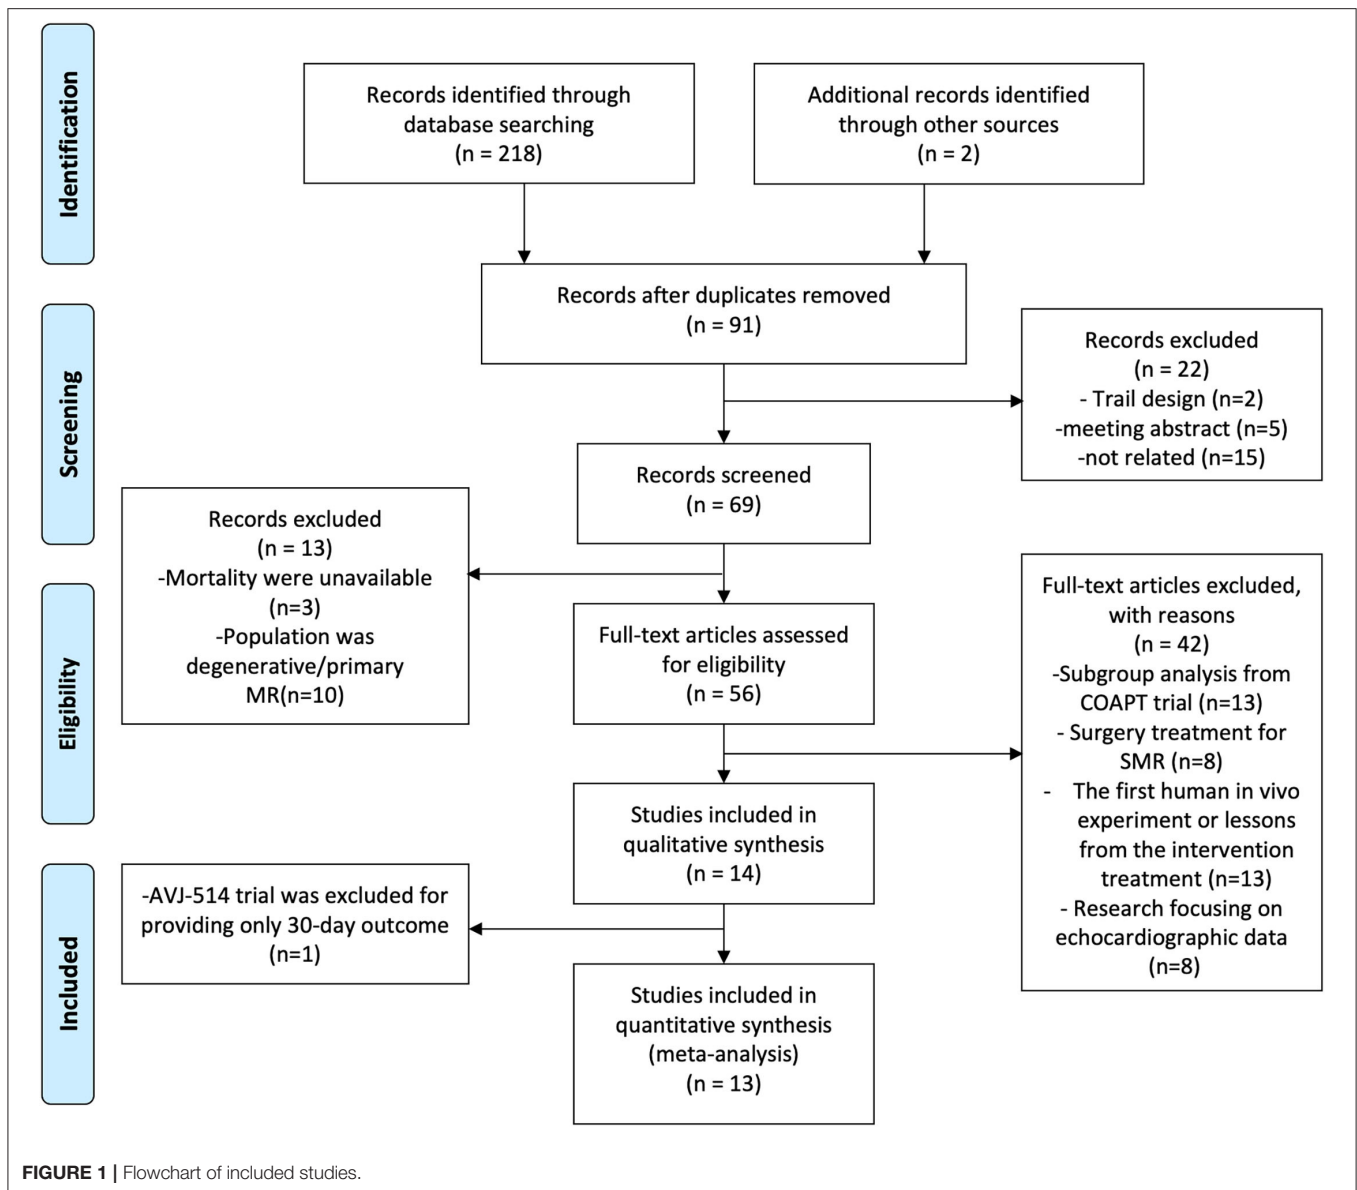 Identification
Records identified through
database searching
(n = 218)
Additional records identified
through other sources
(n = 2)
Records after duplicates removed
(n = 91)
Screening
Records excluded
(n = 22)
- Trail design (n=2)
-meeting abstract (n=5)
-not related (n=15)
Records screened
(n = 69)
Records excluded
(n = 13)
-Mortality were unavailable
(n=3)
-Population was
degenerative/primary
MR(n=10)
Eligibility
Full-text articles assessed
for eligibility
(n = 56)
Full-text articles excluded,
with reasons
(n = 42)
-Subgroup analysis from
COAPT trial (n=13)
- Surgery treatment for
SMR (n=8)
- The first human in vivo
experiment or lessons
from the intervention
treatment (n=13)
- Research focusing on
echocardiographic data
(n=8)
Studies included in
qualitative synthesis
(n = 14)
Included
-AVJ-514 trial was excluded for
providing only 30-day outcome
(n=1)
Studies included in
quantitative synthesis
(meta-analysis)
(n = 13)
FIGURE 1 | Flowchart of included studies.